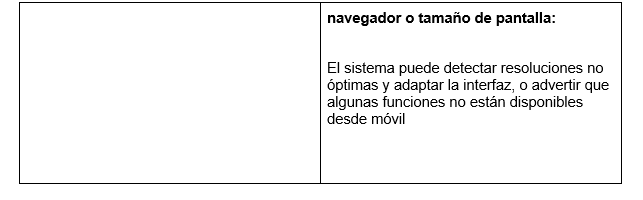 navegador o tamaño de pantalla:
El sistema puede detectar resoluciones no
óptimas y adaptar la interfaz, o advertir que
algunas funciones no están disponibles
desde móvil